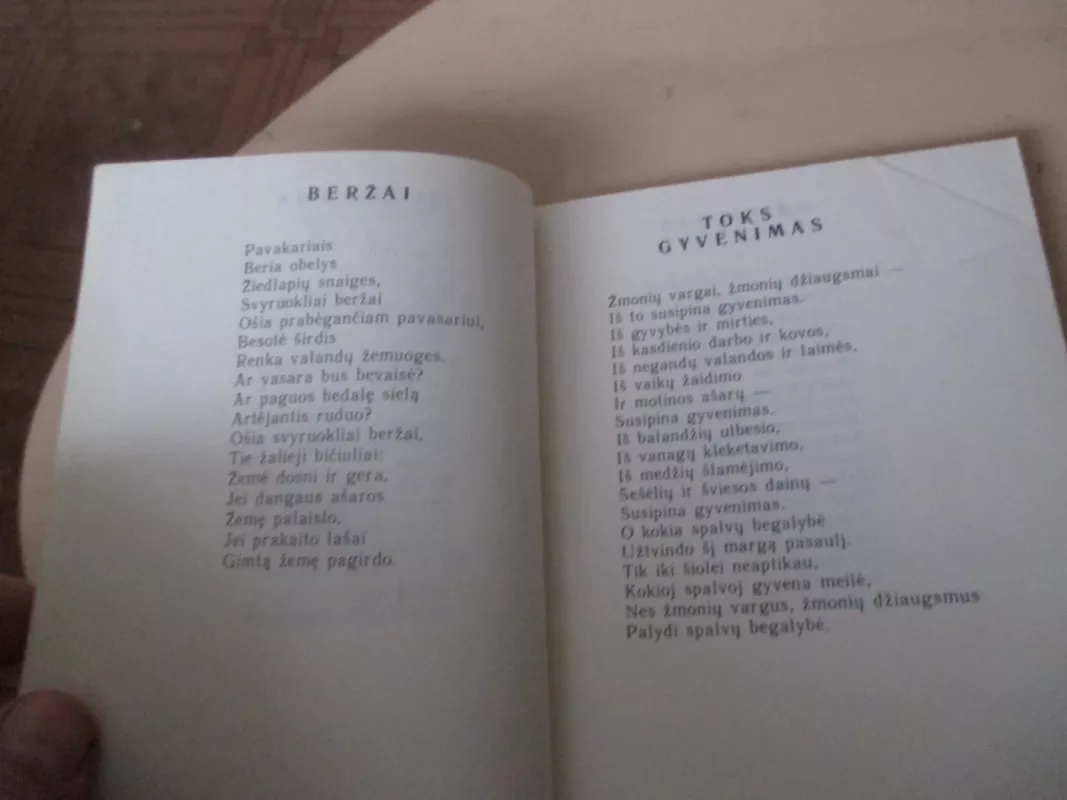 BERŽAI
Pavakariais
Beria obelys
Žiedlapių snaiges,
Svyruokliai beržai
Ošia prabėgančiam pavasariui,
Besotė širdis
Renka valandų žemuoges.
Ar vasara bus bevaisė?
Ar paguos bedalę sielą
Artėjantis ruduo?
Ošia svyruokliai beržai,
Tie žalieji bičiuliai:
Žemė dosni ir gera,
Jei dangaus ašaros
Žemę palaisto,
Jei prakaito lašai
Gimtą žemę pagirdo.
TOKS
GYVENIMAS
Žmonių vargai, žmonių džiaugsmai —
Iš to susipina gyvenimas.
Iš gyvybės ir mirties,
Iš kasdienio darbo ir kovos,
Iš negandų valandos ir laimės,
Iš vaikų žaidimo
Ir motinos ašarų —
Susipina gyvenimas.
Iš balandžių ulbesio,
Iš vanagų kleketavimo,
Iš medžių šlamėjimo,
Šešėlių ir šviesos dainų —
Susipina gyvenimas.
O kokia spalvų begalybė
Užtvindo šį margą pasaulį.
Tik iki šiolei neaptikau,
Kokioj spalvoj gyvena meilė,
Nes žmonių vargus, žmonių džiaugsmus
Palydi spalvų begalybė.